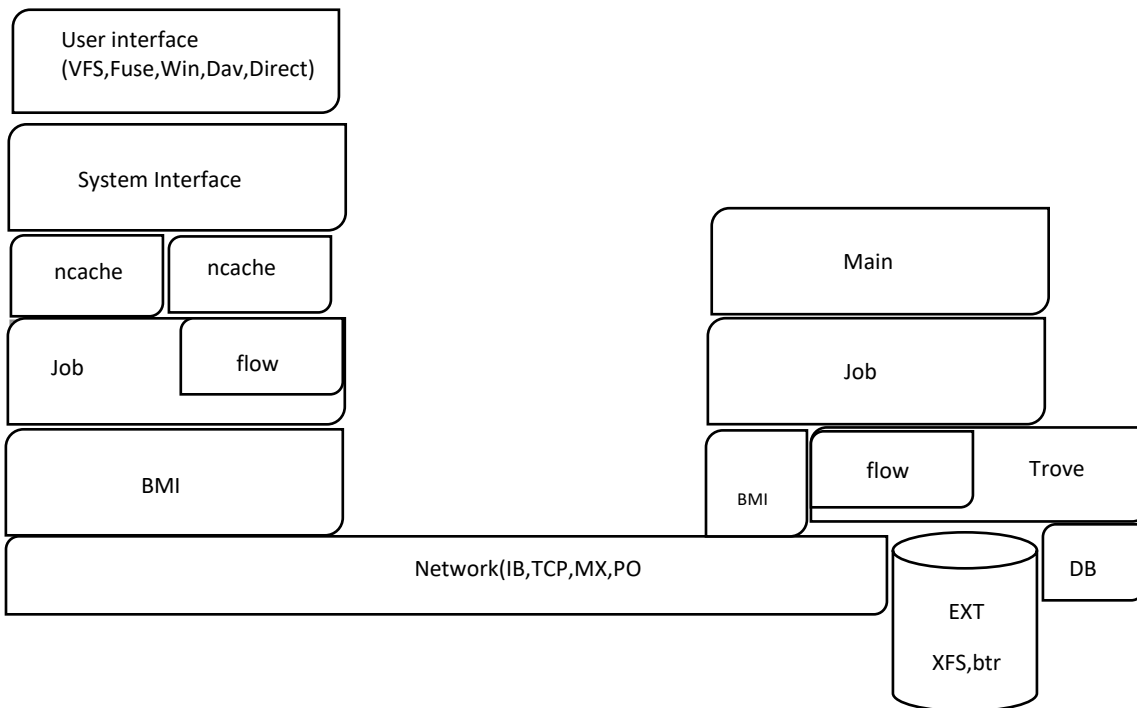 User interface
(VFS,Fuse,Win,Dav,Direct)
System Interface
ncache
ncache
Job
flow
BMI
Main
Job
BMI
flow
Trove
Network(IB,TCP,MX,PO
DB
EXT
XFS,btr